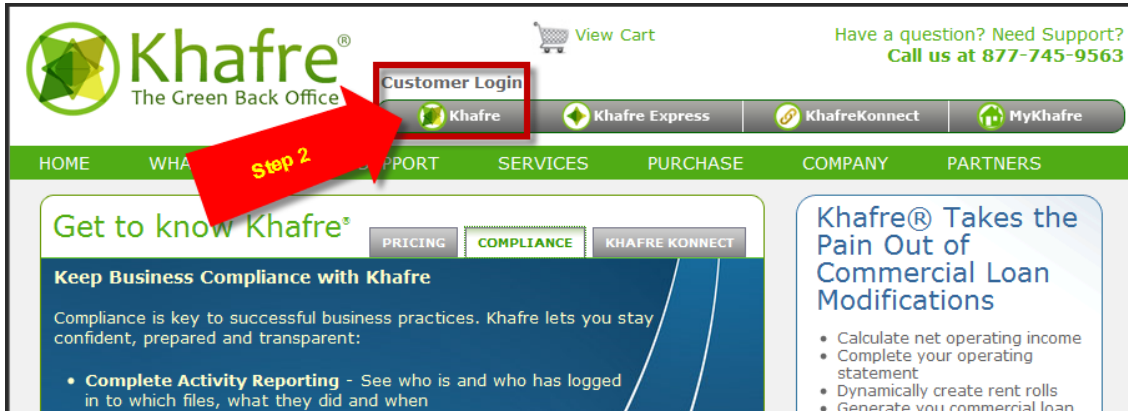 Khafre®
The Green Back Office
View Cart
Have a question? Need Support?
Call us at 877-745-9563
Customer Login
Khafre
Khafre Express
KhafreKonnect
MyKhafre
Step 2
HOME WHA PPORT SERVICES PURCHASE COMPANY PARTNERS
Get to know Khafre®
PRICING COMPLIANCE KHAFRE KONNECT
Keep Business Compliance with Khafre
Compliance is key to successful business practices. Khafre lets you stay
confident, prepared and transparent:
• Complete Activity Reporting - See who is and who has logged
in to which files, what they did and when
Khafre® Takes the
Pain Out of
Commercial Loan
Modifications
• Calculate net operating income
• Complete your operating
statement
• Dynamically create rent rolls
• Generate you commercial loan